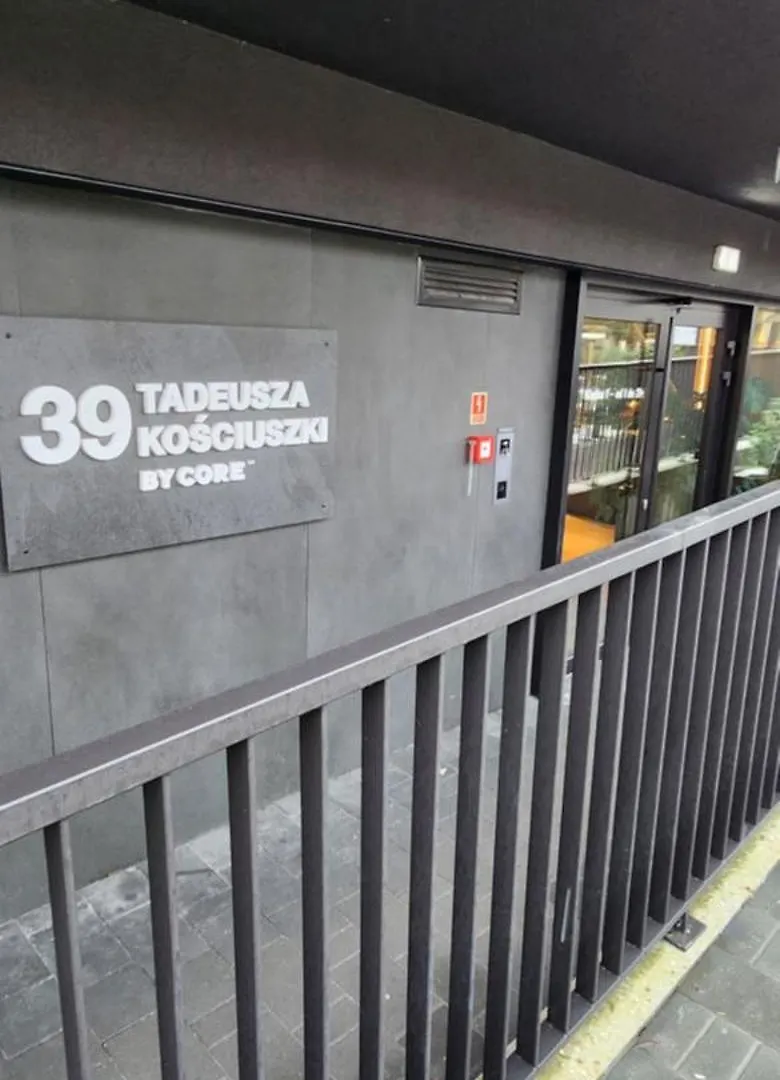 39 TADEUSZA
KOŚCIUSZKI
BY CORE™